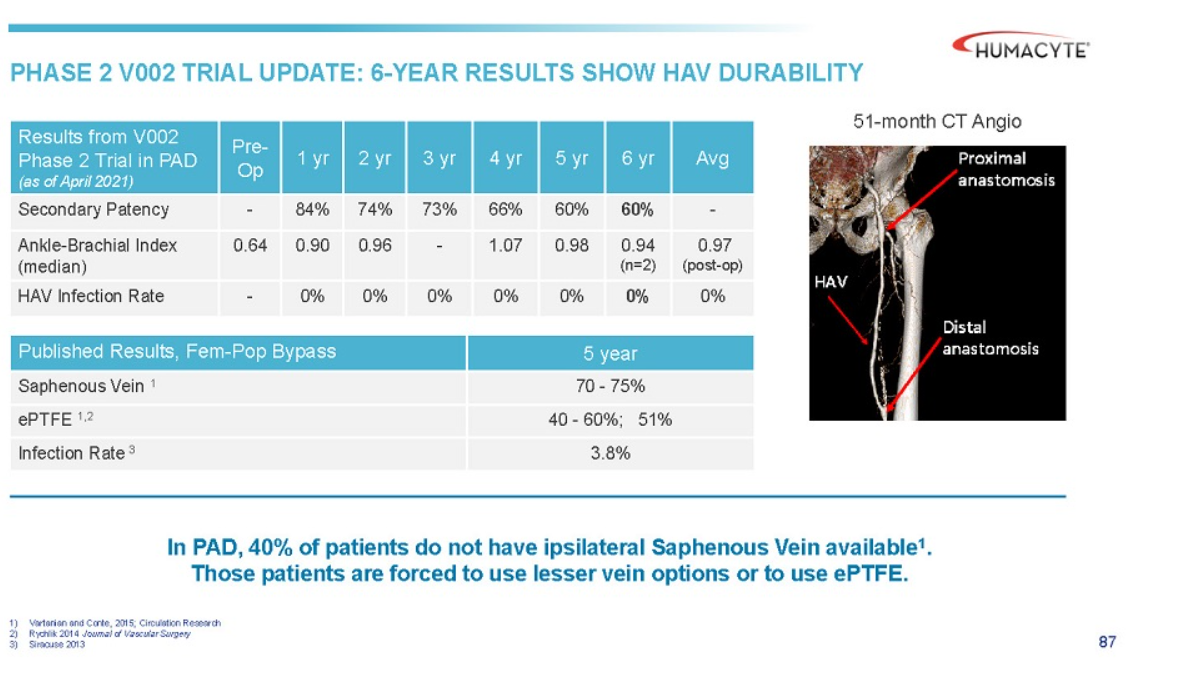 HUMACYTE®
PHASE 2 V002 TRIAL UPDATE: 6-YEAR RESULTS SHOW HAV DURABILITY
51-month CT Angio
Results from V002
Phase 2 Trial in PAD
(as of April 2021)
Pre-
Op
1 yr
2 yr
3 yr
4 yr
5 yr
6 yr
Avg
Secondary Patency - 84% 74% 73% 66% 60% 60% -
Ankle-Brachial Index
(median)
0.64 0.90 0.96 - 1.07 0.98 0.94 0.97
(n=2) (post-op)
HAV Infection Rate - 0% 0% 0% 0% 0% 0% 0%
Proximal
anastomosis
HAV
Distal
anastomosis
Published Results, Fem-Pop Bypass 5 year
Saphenous Vein 1 70 - 75%
ePTFE 1,2 40 - 60%; 51%
Infection Rate 3 3.8%
In PAD, 40% of patients do not have ipsilateral Saphenous Vein available¹.
Those patients are forced to use lesser vein options or to use ePTFE.
1) Vartanian and Conte, 2015; Circulation Research
2) Rychlik 2014 Journal of Vascular Surgery
3) Siracuse 2013
87